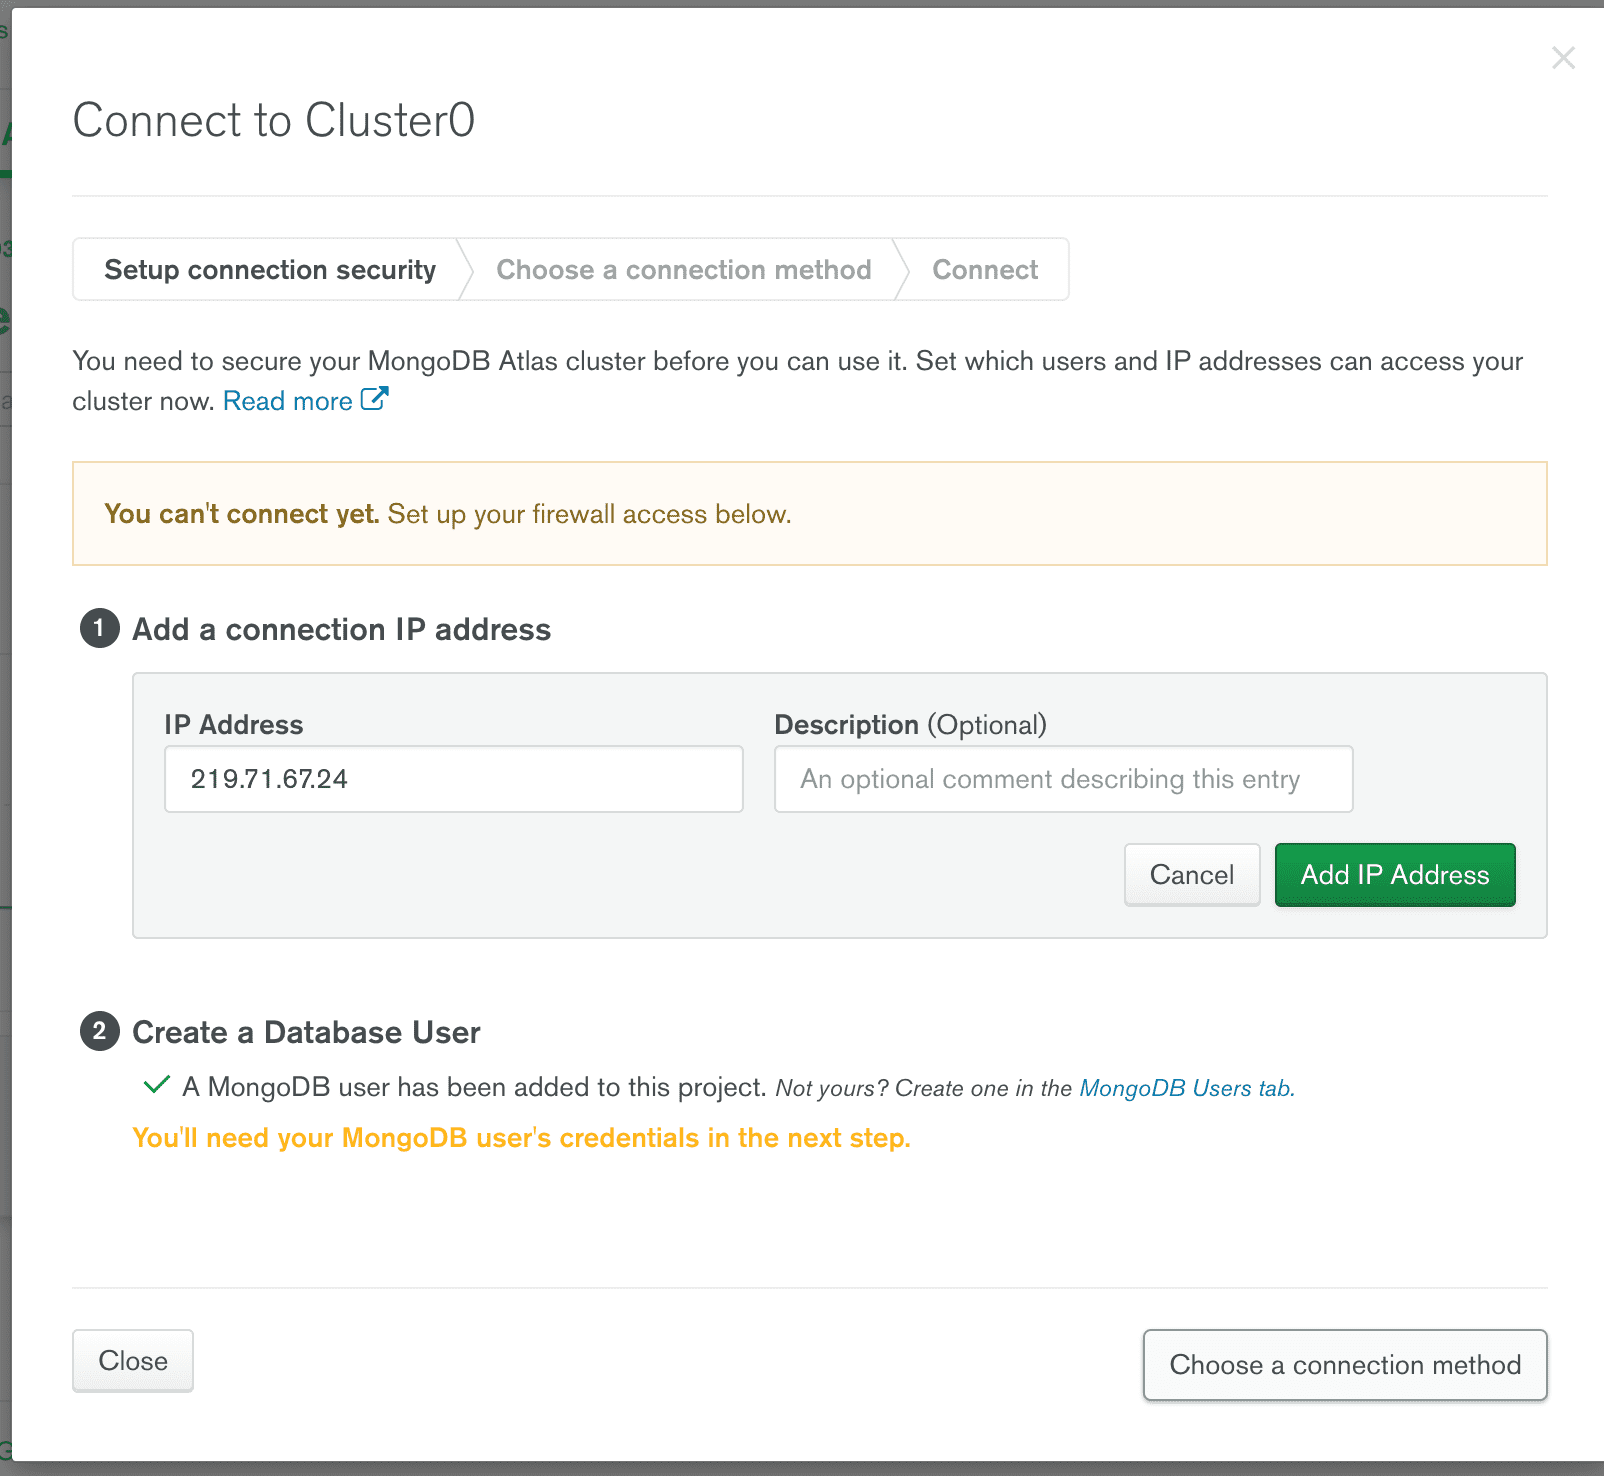 Connect to Cluster0
Setup connection security
Choose a connection method
Connect
You need to secure your MongoDB Atlas cluster before you can use it. Set which users and IP addresses can access your
cluster now. Read more
You can't connect yet. Set up your firewall access below.
1 Add a connection IP address
IP Address
Description (Optional)
219.71.67.24
An optional comment describing this entry
Cancel
Add IP Address
2 Create a Database User
A MongoDB user has been added to this project. Not yours? Create one in the MongoDB Users tab.
You'll need your MongoDB user's credentials in the next step.
Close
Choose a connection method